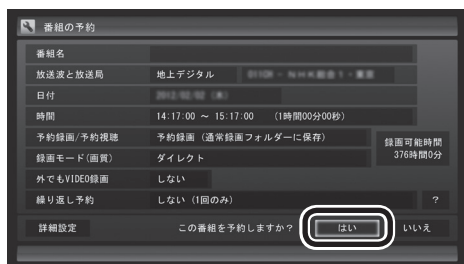 番組の予約
番組名
放送波と放送局 地上デジタル
日付
時間 14:17:00 ～ 15:17:00 (1時間00分00秒)
予約録画/予約視聴 予約録画（通常録画フォルダーに保存）
録画可能時間
376時間0分
録画モード(画質) ダイレクト
外でもVIDEO録画 しない
繰り返し予約 しない（1回のみ） ?
詳細設定 この番組を予約しますか？ はい いいえ